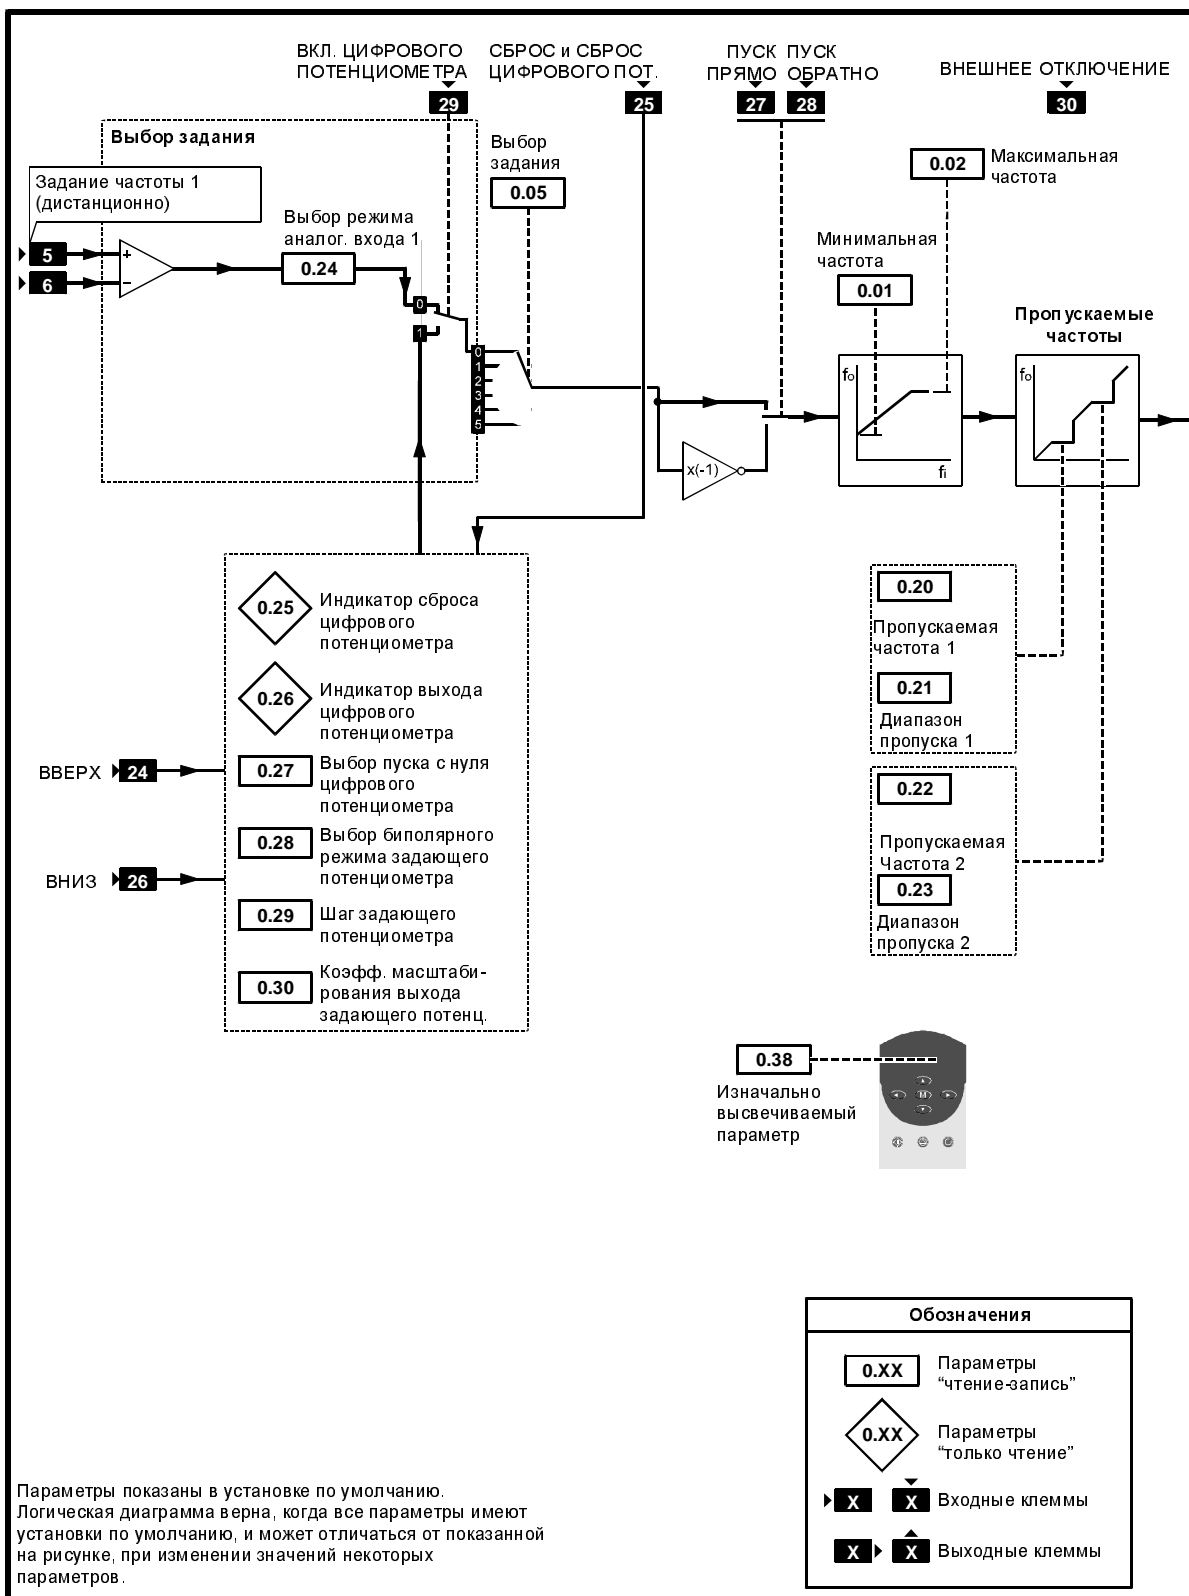 ВКЛ. ЦИФРОВОГО
ПОТЕНЦИОМЕТРА
29
СБРОС и СБРОС
ЦИФРОВОГО ПОТ.
25
ПУСК
ПРЯМО
27
ПУСК
ОБРАТНО
28
ВНЕШНЕЕ ОТКЛЮЧЕНИЕ
30
Выбор задания
Задание частоты 1
(дистанционно)
5
6
+
−
Выбор режима
аналог. входа 1
0.24
0
1
Выбор
задания
0.05
0
1
2
3
4
5
x(-1)
0.02
Максимальная
частота
Минимальная
частота
0.01
fo
fi
Пропускаемые
частоты
fo
0.25
Индикатор сброса
цифрового
потенциометра
0.26
Индикатор выхода
цифрового
потенциометра
ВВЕРХ
24
0.27
Выбор пуска с нуля
цифрового
потенциометра
0.28
Выбор биполярного
режима задающего
потенциометра
ВНИЗ
26
0.29
Шаг задающего
потенциометра
0.30
Коэфф. масштаби-
рования выхода
задающего потенц.
0.20
Пропускаемая
частота 1
0.21
Диапазон
пропуска 1
0.22
Пропускаемая
Частота 2
0.23
Диапазон
пропуска 2
0.38
Изначально
высвечиваемый
параметр
M
Обозначения
0.XX
Параметры
“чтение-запись”
0.XX
Параметры
“только чтение”
X X Входные клеммы
X X Выходные клеммы
Параметры показаны в установке по умолчанию.
Логическая диаграмма верна, когда все параметры имеют
установки по умолчанию, и может отличаться от показанной
на рисунке, при изменении значений некоторых
параметров.